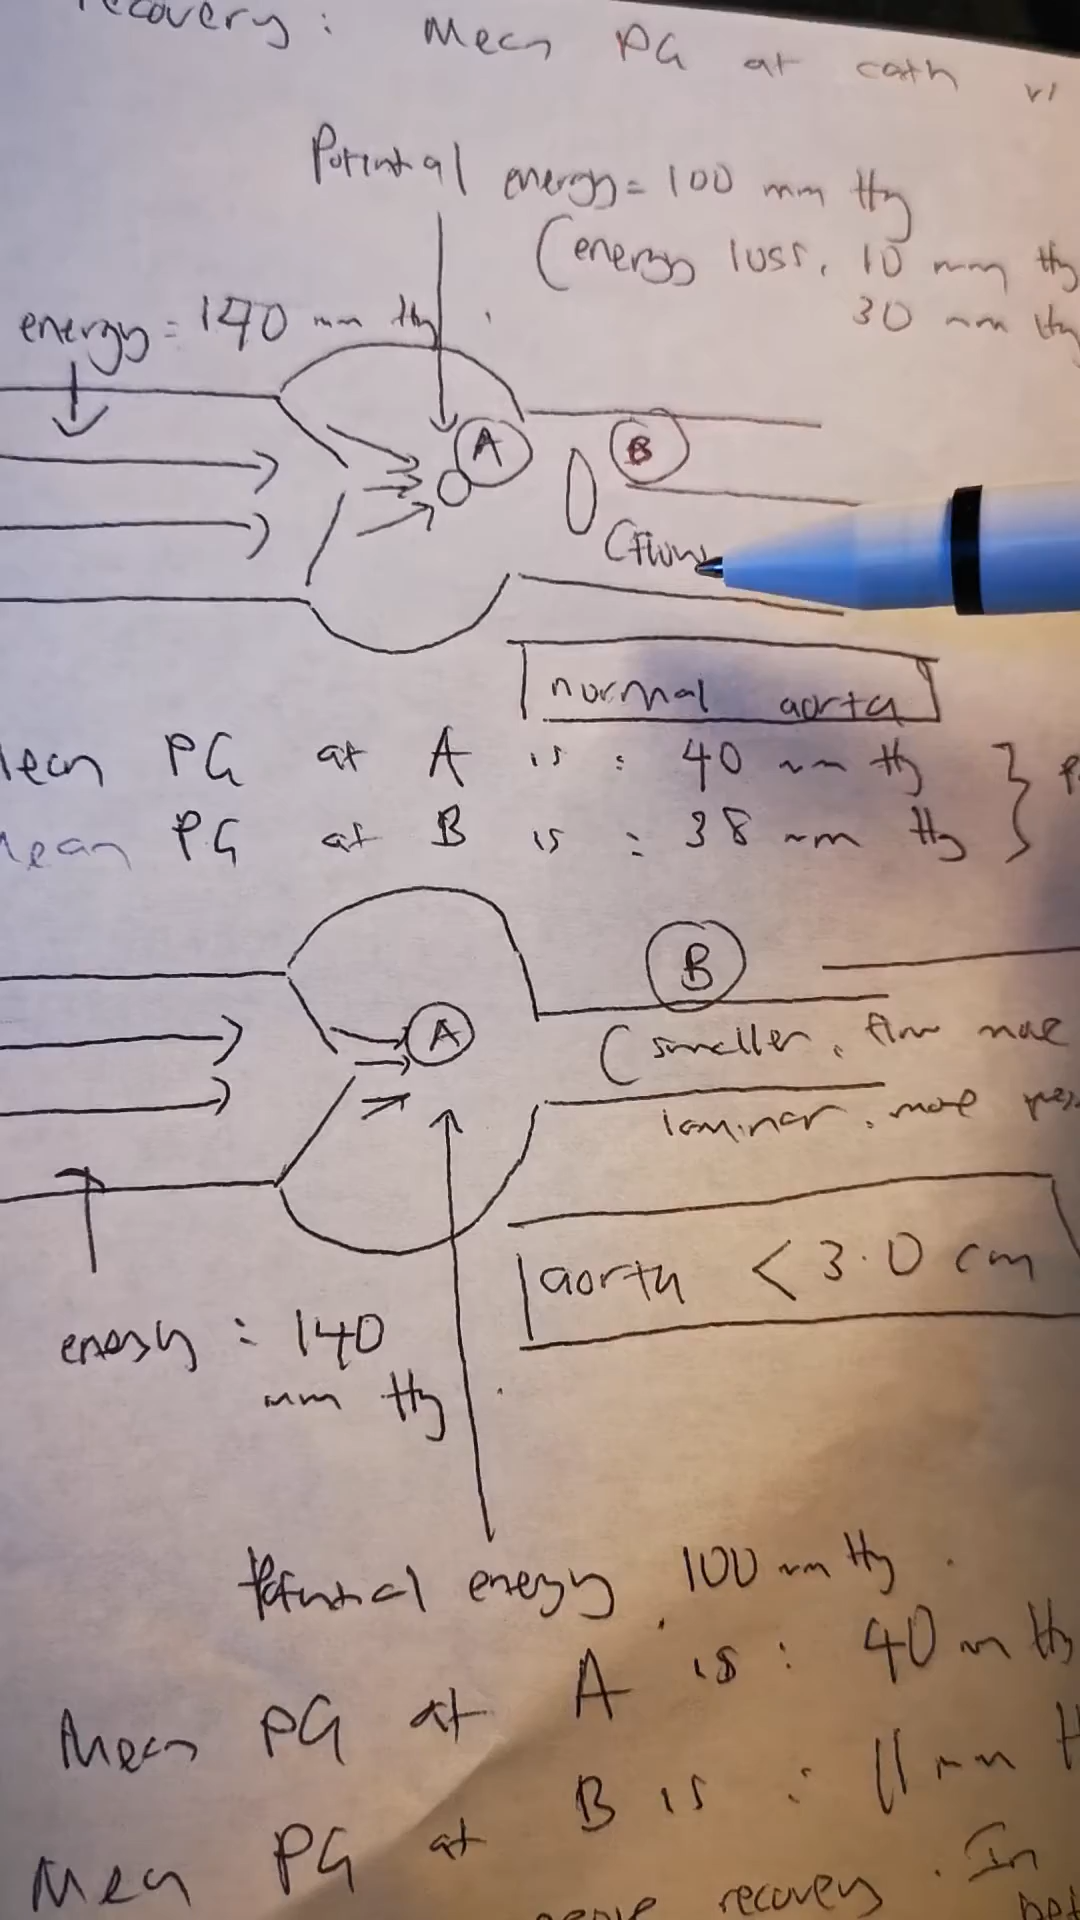 recovery: Mean PG at cath
Potential energy = 100 mm Hg
(energy loss, 10 mm Hg
30 mm Hg
energy = 140 mm Hg
A
B
(flow
normal aorta
Mean PG at A is : 40 mm Hg
Mean PG at B is : 38 mm Hg
A
B
(smaller, flow more
laminar, more
aorta < 3.0 cm
energy : 140
mm Hg
Potential energy 100 mm Hg
Mean PG at A is : 40 m Hg
Mean PG at B is : 11 mm H
recovery. In